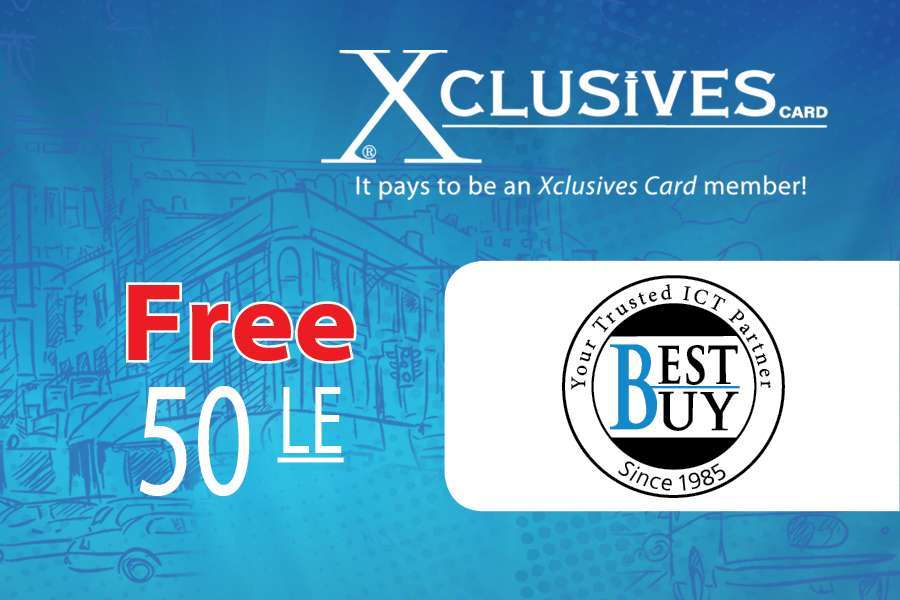 XCLUSiVES CARD
®
It pays to be an Xclusives Card member!
Free
50 LE
Your Trusted ICT Partner
BEST
BUY
Since 1985